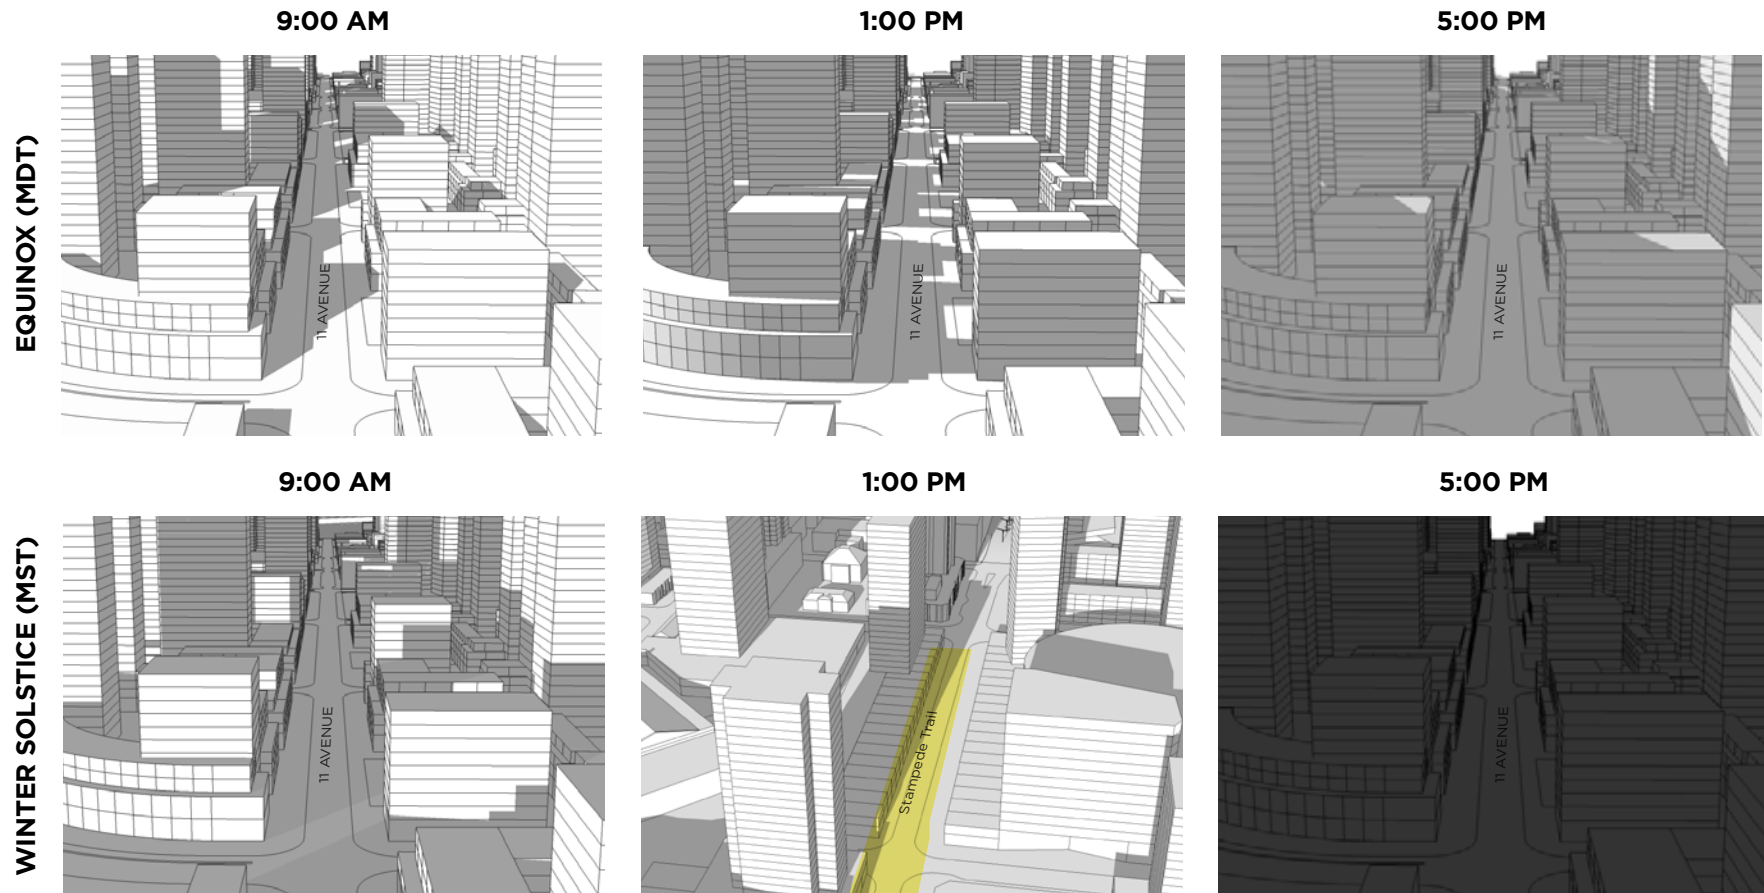 9:00 AM
1:00 PM
5:00 PM
EQUINOX (MDT)
11 AVENUE
11 AVENUE
11 AVENUE
9:00 AM
1:00 PM
5:00 PM
WINTER SOLSTICE (MST)
11 AVENUE
Stampede Trail
11 AVENUE